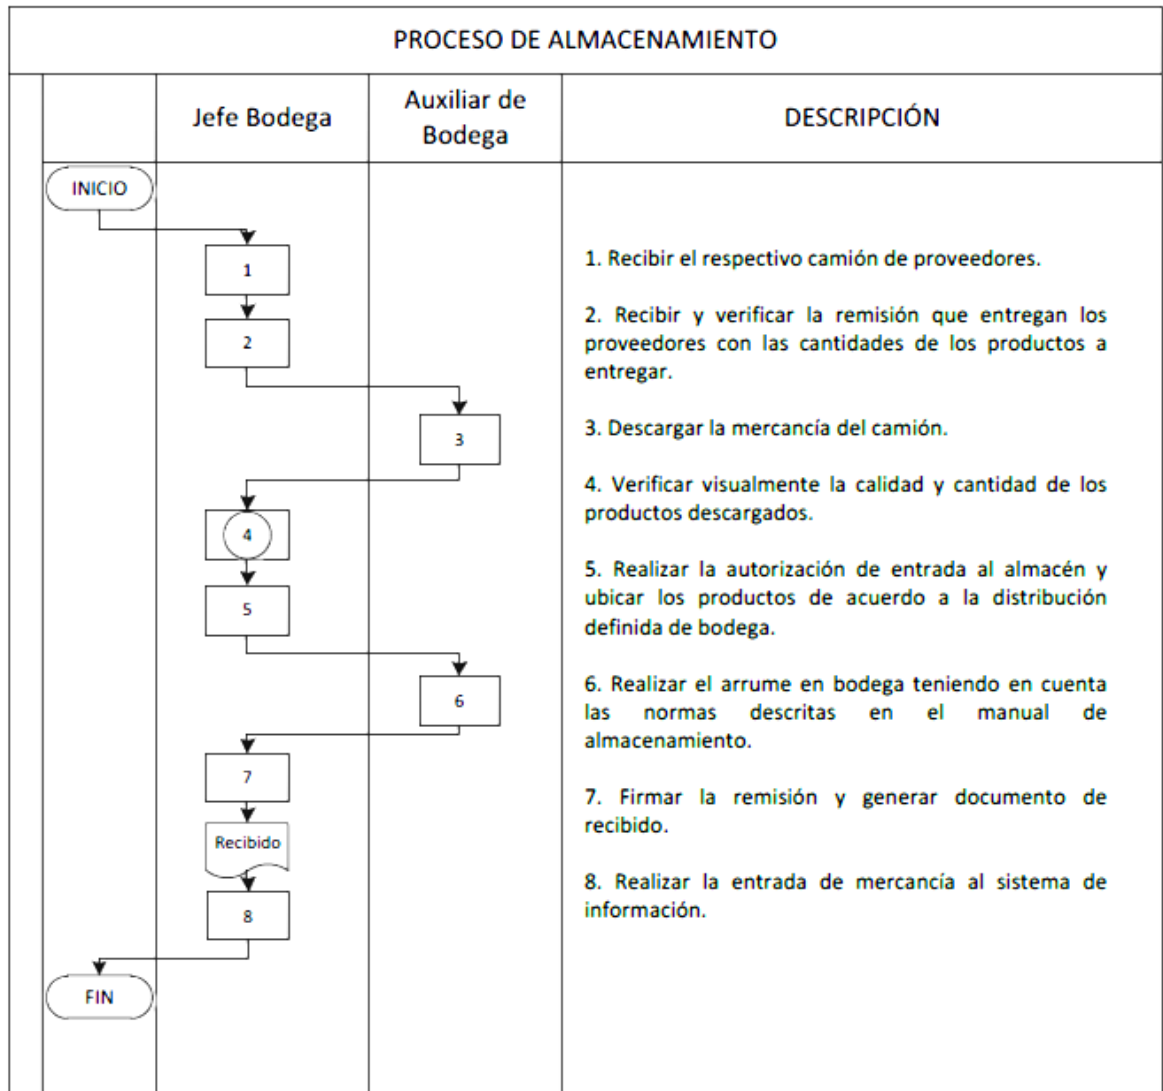 PROCESO DE ALMACENAMIENTO
Jefe Bodega
Auxiliar de
Bodega
DESCRIPCIÓN
INICIO
1
2
3
4
5
6
7
Recibido
8
FIN
1. Recibir el respectivo camión de proveedores.
2. Recibir y verificar la remisión que entregan los
proveedores con las cantidades de los productos a
entregar.
3. Descargar la mercancía del camión.
4. Verificar visualmente la calidad y cantidad de los
productos descargados.
5. Realizar la autorización de entrada al almacén y
ubicar los productos de acuerdo a la distribución
definida de bodega.
6. Realizar el arrume en bodega teniendo en cuenta
las normas descritas en el manual de
almacenamiento.
7. Firmar la remisión y generar documento de
recibido.
8. Realizar la entrada de mercancía al sistema de
información.